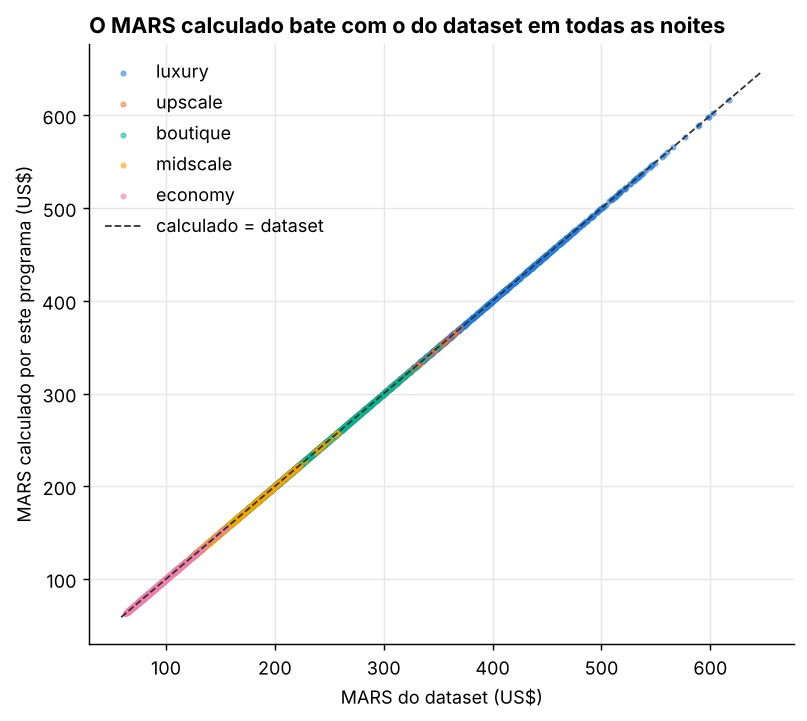 O MARS calculado bate com o do dataset em todas as noites
luxury
upscale
boutique
midscale
economy
calculado = dataset
MARS calculado por este programa (US$)
600
500
400
300
200
100
100 200 300 400 500 600
MARS do dataset (US$)